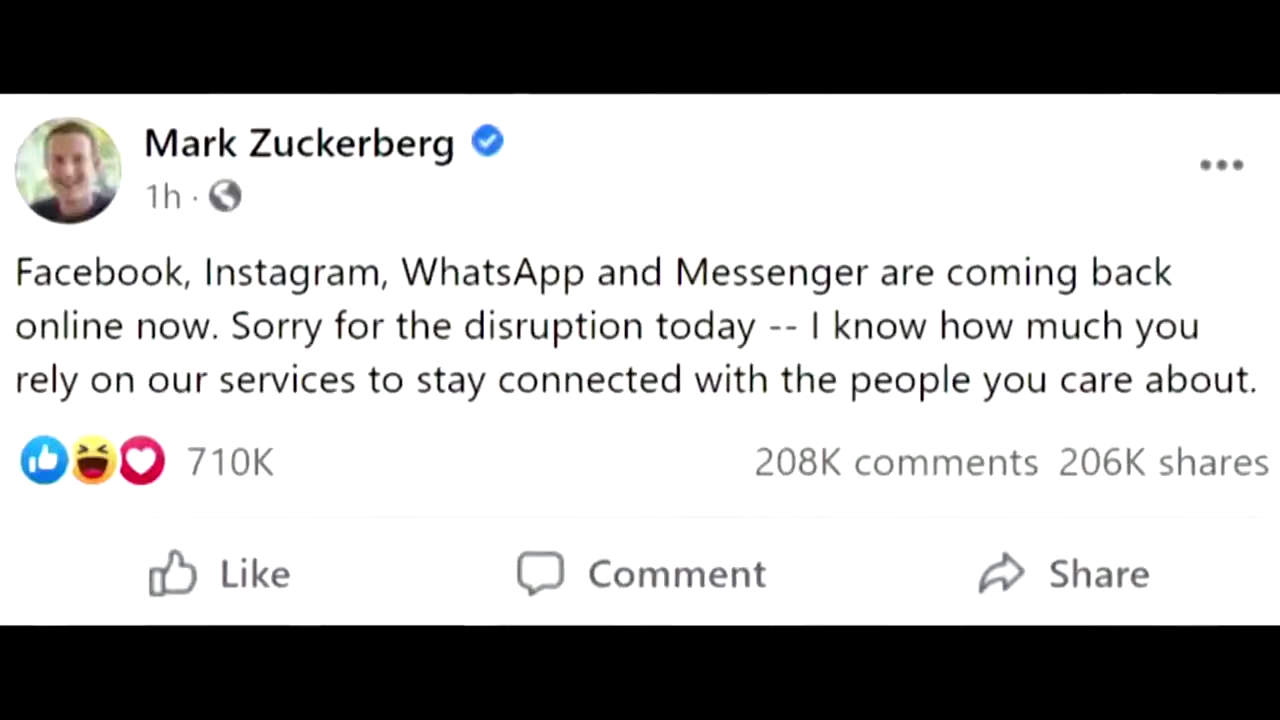 Mark Zuckerberg
1h ·
Facebook, Instagram, WhatsApp and Messenger are coming back
online now. Sorry for the disruption today -- I know how much you
rely on our services to stay connected with the people you care about.
710K 208K comments 206K shares
Like Comment Share